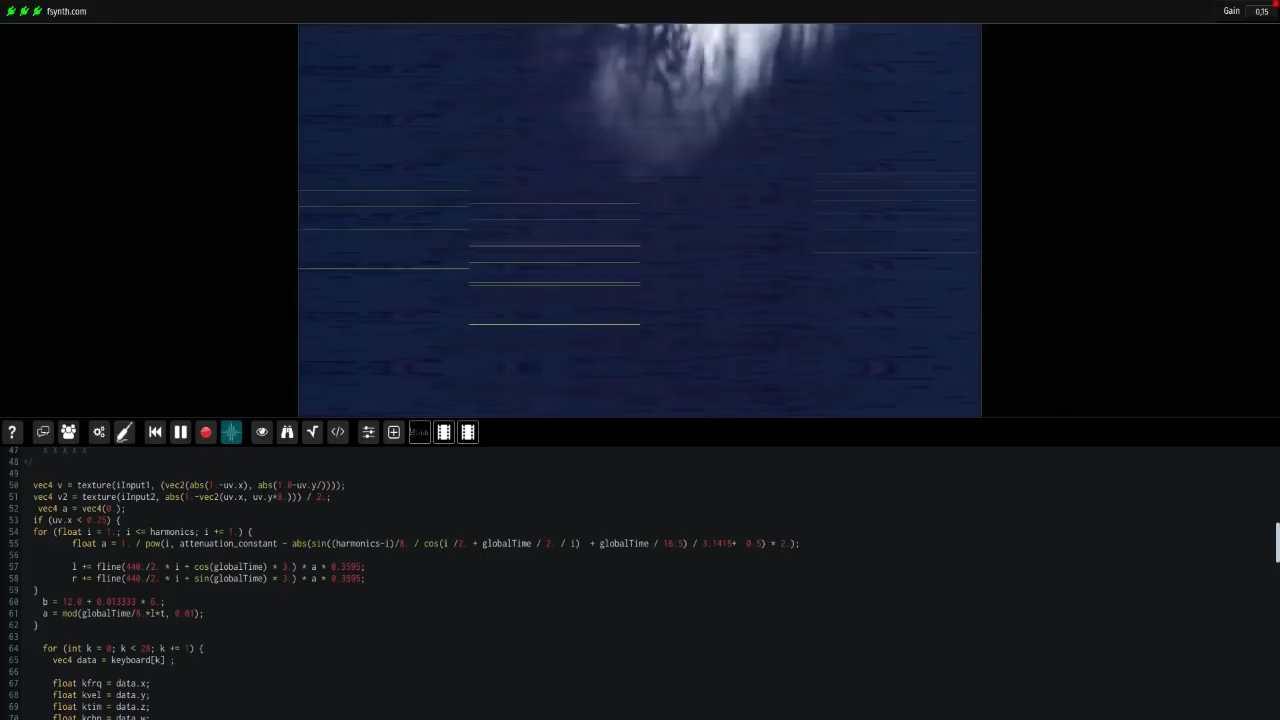 fsynth.com
Gain 0,15
47 X X X X X
48 */
49
50 vec4 v = texture(iInput1, (vec2(abs(1.-uv.x), abs(1.0-uv.y/))));
51 vec4 v2 = texture(iInput2, abs(1.-vec2(uv.x, uv.y*8.))) / 2.;
52 vec4 a = vec4(0.);
53 if (uv.x < 0.25) {
54 for (float i = 1.; i <= harmonics; i += 1.) {
55 float a = 1. / pow(i, attenuation_constant - abs(sin((harmonics-i)/8. / cos(i /2. + globalTime / 2. / i) + globalTime / 16.5) / 3.1415+ 0.5) * 2.);
56
57 l += fline(440./2. * i + cos(globalTime) * 3.) * a * 0.3595;
58 r += fline(440./2. * i + sin(globalTime) * 3.) * a * 0.3595;
59 }
60 b = 12.0 + 0.013333 * 6.;
61 a = mod(globalTime/8.*l*t, 0.01);
62 }
63
64 for (int k = 0; k < 28; k += 1) {
65 vec4 data = keyboard[k] ;
66
67 float kfrq = data.x;
68 float kvel = data.y;
69 float ktim = data.z;
70 float kchn = data.w;